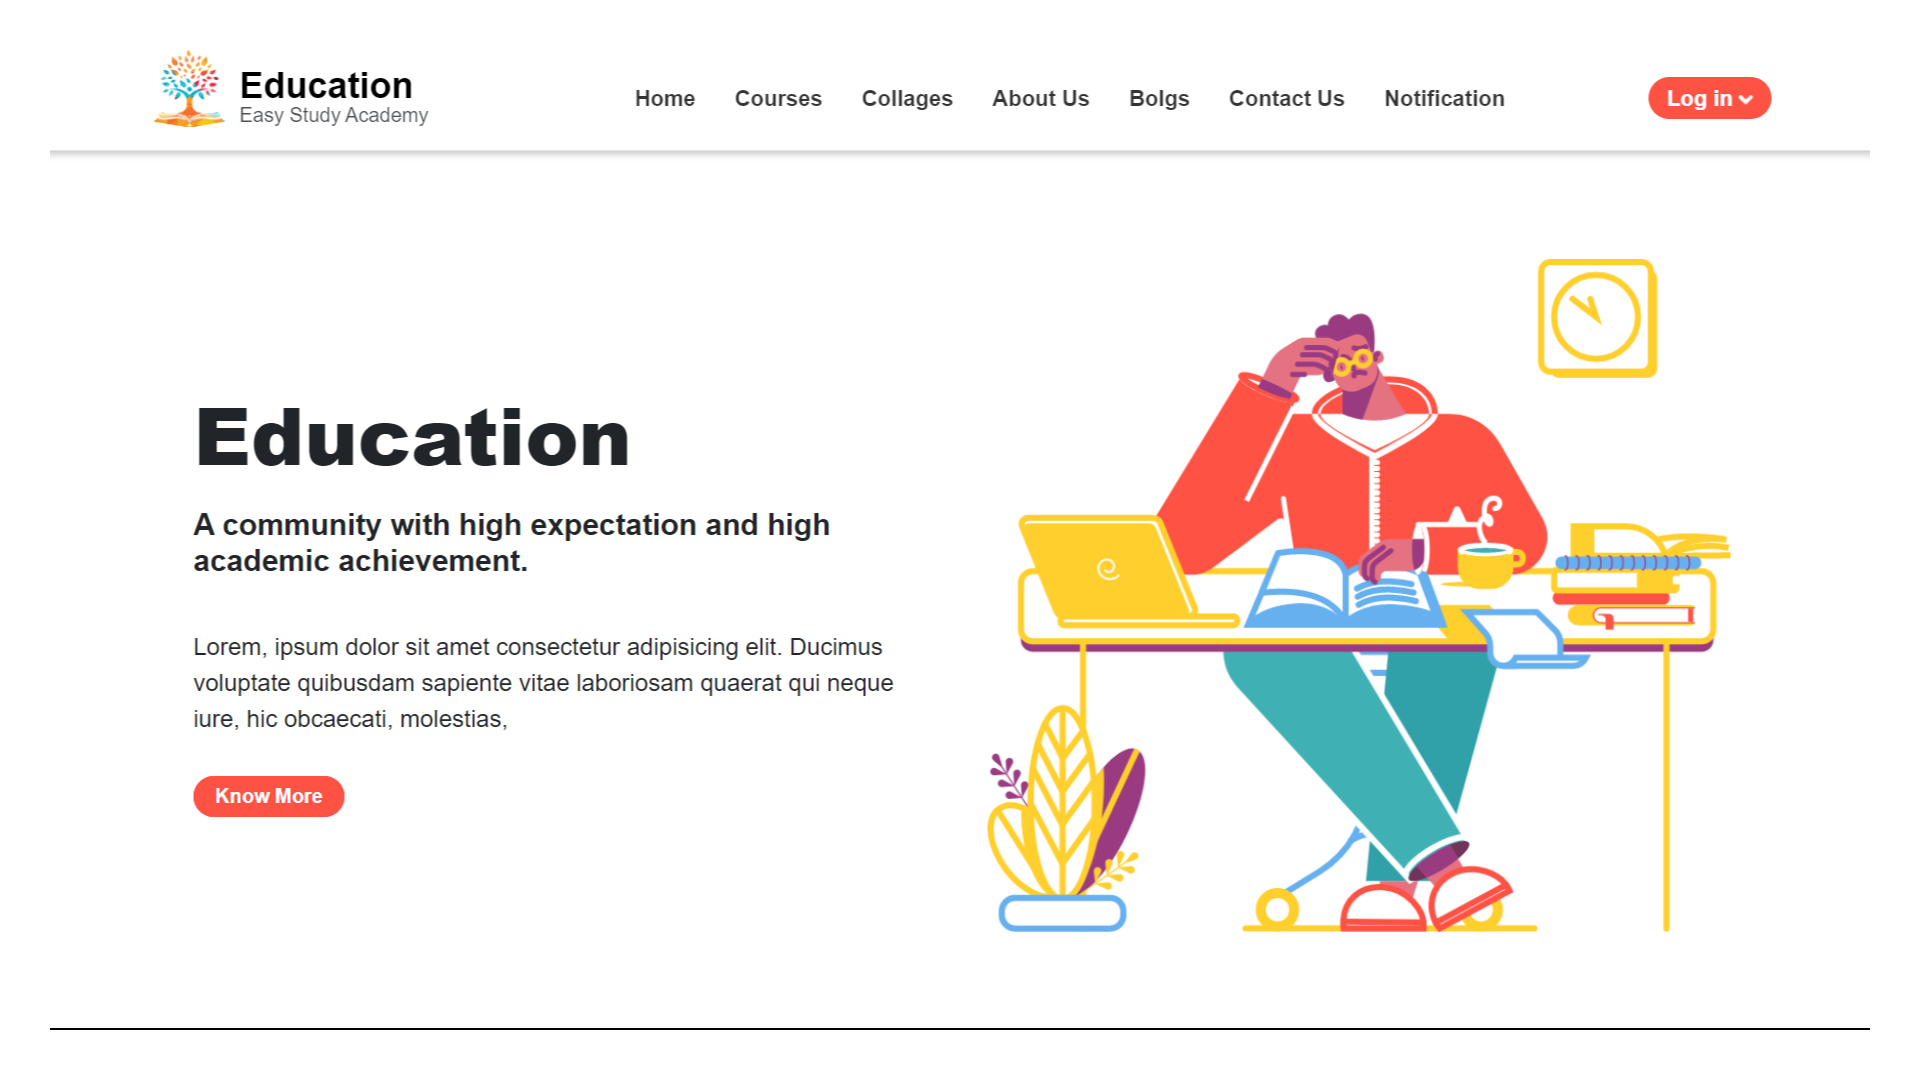 Education
Easy Study Academy
Home Courses Collages About Us Bolgs Contact Us Notification
Log in
Education
A community with high expectation and high
academic achievement.
Lorem, ipsum dolor sit amet consectetur adipisicing elit. Ducimus
voluptate quibusdam sapiente vitae laboriosam quaerat qui neque
iure, hic obcaecati, molestias,
Know More